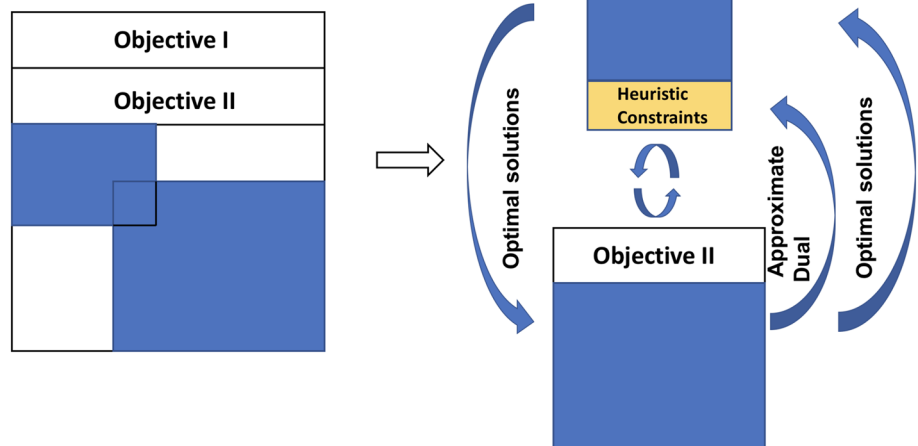 Objective I
Objective II
Optimal solutions
Heuristic
Constraints
Objective II
Approximate
Dual
Optimal solutions